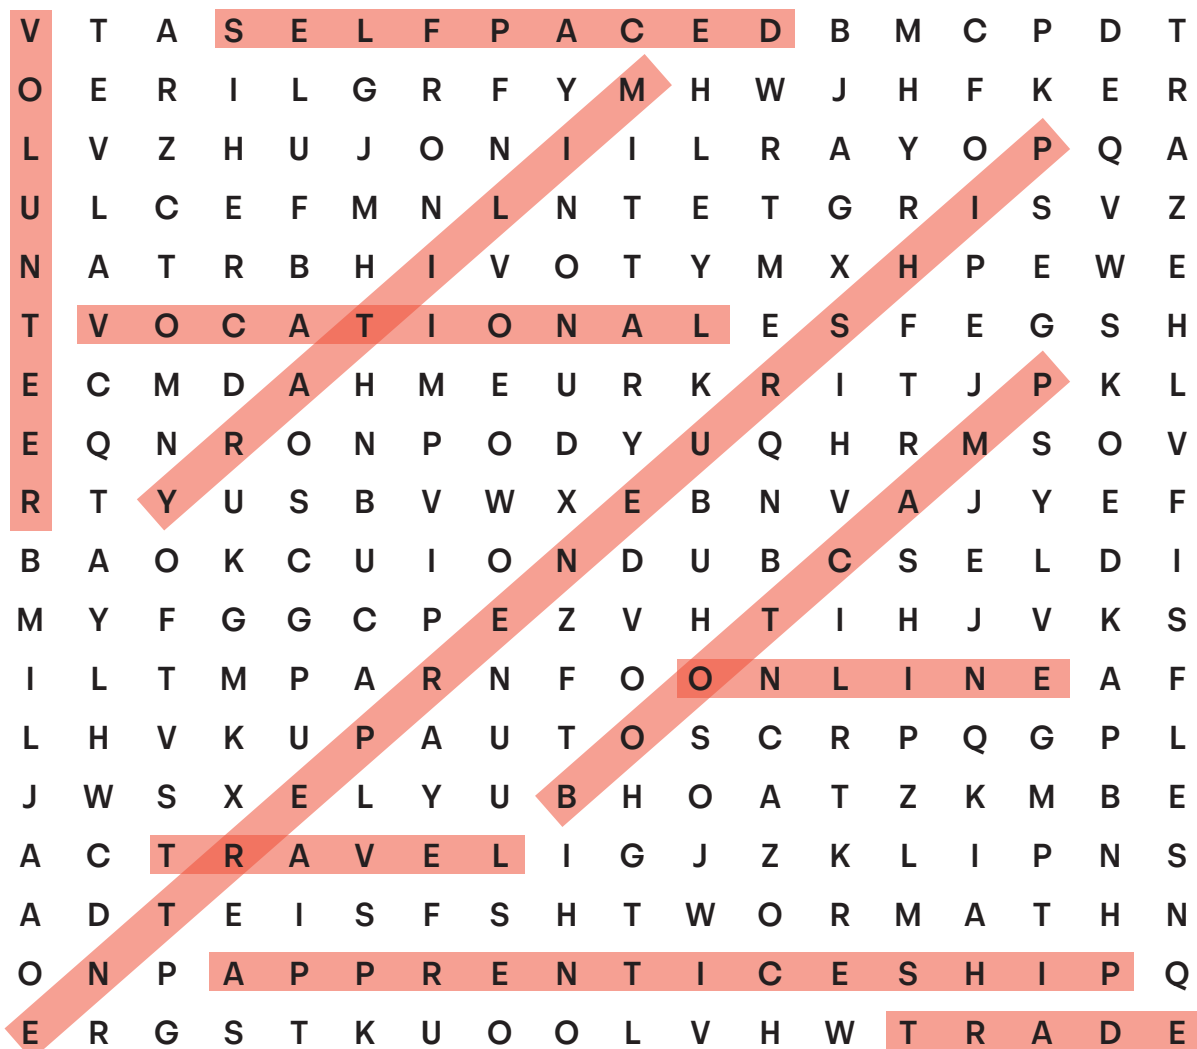 V T A S E L F P A C E D B M C P D T
O E R I L G R F Y M H W J H F K E R
L V Z H U J O N I I L R A Y O P Q A
U L C E F M N L N T E T G R I S V Z
N A T R B H I V O T Y M X H P E W E
T V O C A T I O N A L E S F E G S H
E C M D A H M E U R K R I T J P K L
E Q N R O N P O D Y U Q H R M S O V
R T Y U S B V W X E B N V A J Y E F
B A O K C U I O N D U B C S E L D I
M Y F G G C P E Z V H T I H J V K S
I L T M P A R N F O O N L I N E A F
L H V K U P A U T O S C R P Q G P L
J W S X E L Y U B H O A T Z K M B E
A C T R A V E L I G J Z K L I P N S
A D T E I S F S H T W O R M A T H N
O N P A P P R E N T I C E S H I P Q
E R G S T K U O O L V H W T R A D E